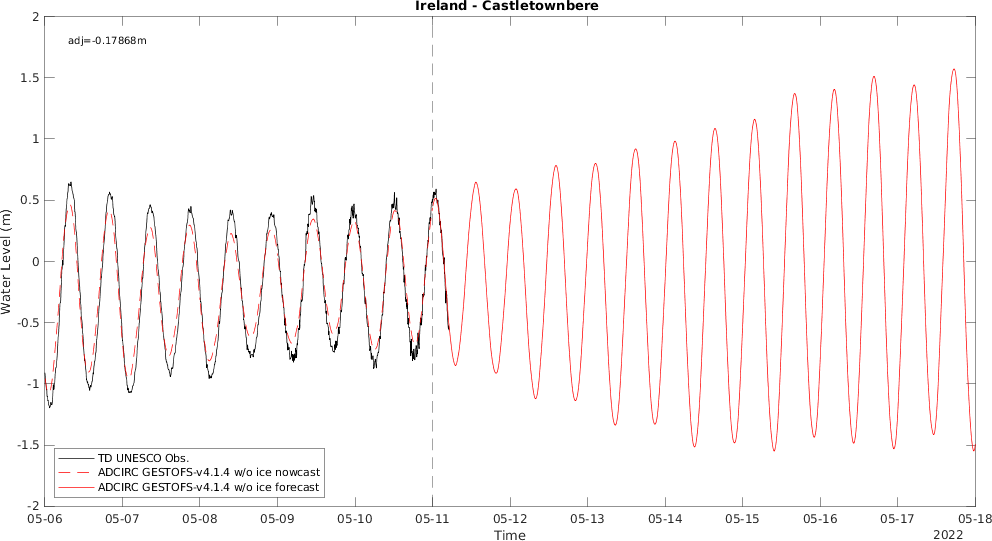 Ireland - Castletownbere
adj=-0.17868m
2
1.5
1
0.5
0
-0.5
-1
-1.5
-2
Water Level (m)
TD UNESCO Obs.
ADCIRC GESTOFS-v4.1.4 w/o ice nowcast
ADCIRC GESTOFS-v4.1.4 w/o ice forecast
05-06 05-07 05-08 05-09 05-10 05-11 05-12 05-13 05-14 05-15 05-16 05-17 05-18
Time
2022